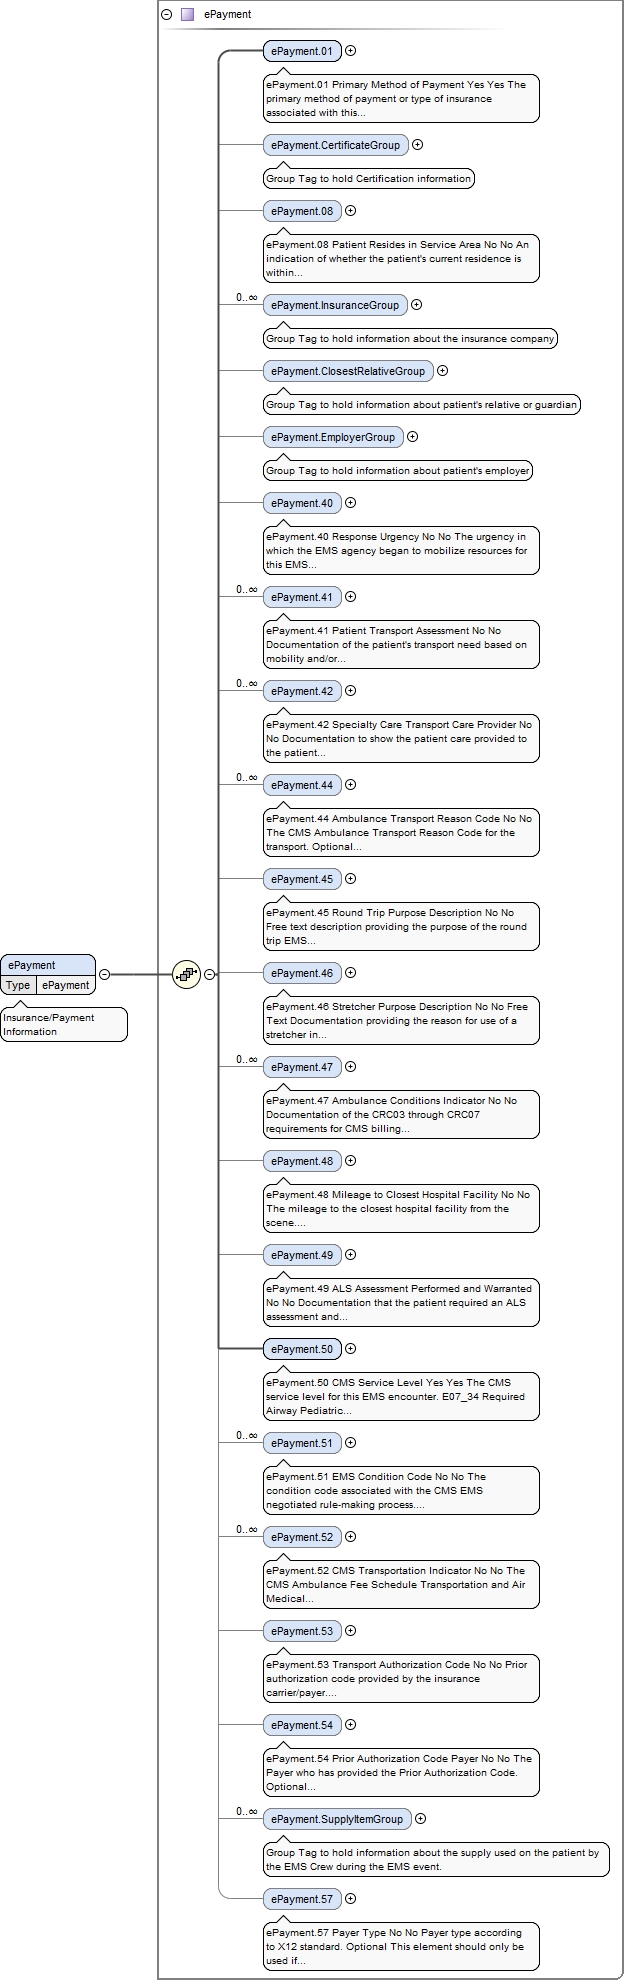 ePayment
ePayment.01
ePayment.01 Primary Method of Payment Yes Yes The
primary method of payment or type of insurance
associated with this...
ePayment.CertificateGroup
Group Tag to hold Certification information
ePayment.08
ePayment.08 Patient Resides in Service Area No No An
indication of whether the patient's current residence is
within...
0..∞
ePayment.InsuranceGroup
Group Tag to hold information about the insurance company
ePayment.ClosestRelativeGroup
Group Tag to hold information about patient's relative or guardian
ePayment.EmployerGroup
Group Tag to hold information about patient's employer
ePayment.40
ePayment.40 Response Urgency No No The urgency in
which the EMS agency began to mobilize resources for
this EMS...
0..∞
ePayment.41
ePayment.41 Patient Transport Assessment No No
Documentation of the patient's transport need based on
mobility and/or...
0..∞
ePayment.42
ePayment.42 Specialty Care Transport Care Provider No
No Documentation to show the patient care provided to
the patient...
0..∞
ePayment.44
ePayment.44 Ambulance Transport Reason Code No No
The CMS Ambulance Transport Reason Code for the
transport. Optional...
ePayment.45
ePayment.45 Round Trip Purpose Description No No
Free text description providing the purpose of the round
trip EMS...
ePayment
Type ePayment
Insurance/Payment
Information
ePayment.46
ePayment.46 Stretcher Purpose Description No No Free
Text Documentation providing the reason for use of a
stretcher in...
0..∞
ePayment.47
ePayment.47 Ambulance Conditions Indicator No No
Documentation of the CRC03 through CRC07
requirements for CMS billing...
ePayment.48
ePayment.48 Mileage to Closest Hospital Facility No No
The mileage to the closest hospital facility from the
scene....
ePayment.49
ePayment.49 ALS Assessment Performed and Warranted
No No Documentation that the patient required an ALS
assessment and...
ePayment.50
ePayment.50 CMS Service Level Yes Yes The CMS
service level for this EMS encounter. E07_34 Required
Airway Pediatric...
0..∞
ePayment.51
ePayment.51 EMS Condition Code No No The
condition code associated with the CMS EMS
negotiated rule-making process....
0..∞
ePayment.52
ePayment.52 CMS Transportation Indicator No No The
CMS Ambulance Fee Schedule Transportation and Air
Medical...
ePayment.53
ePayment.53 Transport Authorization Code No No Prior
authorization code provided by the insurance
carrier/payer....
ePayment.54
ePayment.54 Prior Authorization Code Payer No No The
Payer who has provided the Prior Authorization Code.
Optional...
0..∞
ePayment.SupplyItemGroup
Group Tag to hold information about the supply used on the patient by
the EMS Crew during the EMS event.
ePayment.57
ePayment.57 Payer Type No No Payer type according
to X12 standard. Optional This element should only be
used if...